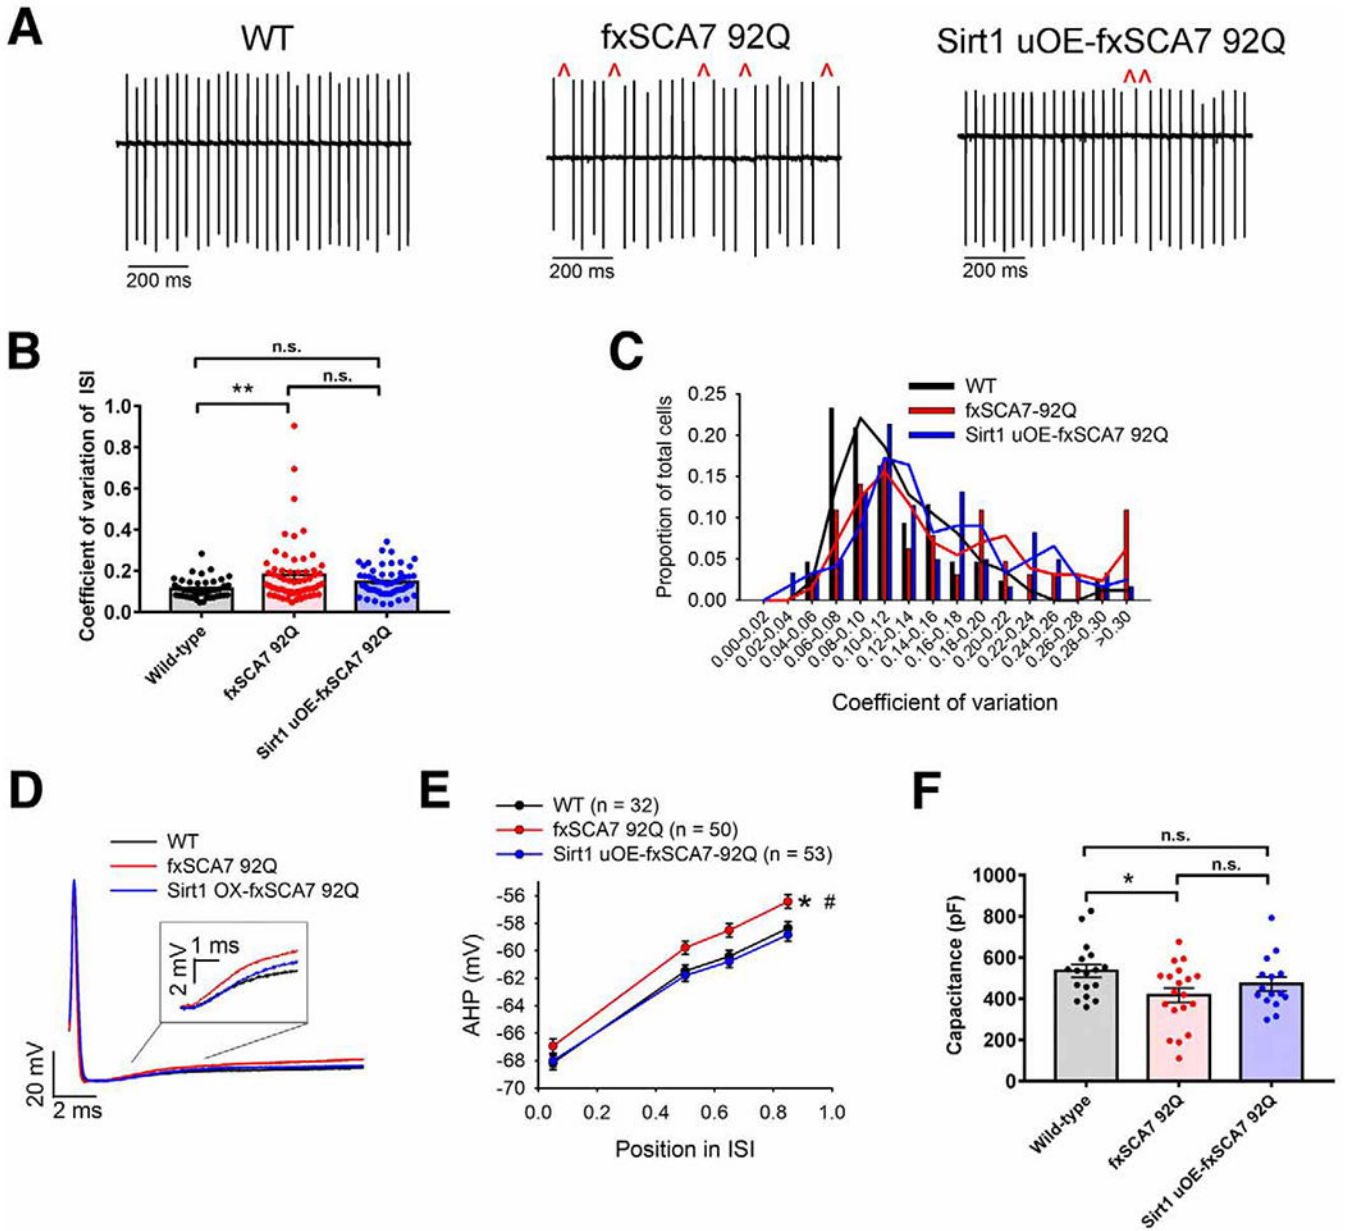 A
WT
fxSCA7 92Q
Sirt1 uOE-fxSCA7 92Q
^ ^ ^ ^ ^
^^
200 ms
200 ms
200 ms
B
n.s.
**
n.s.
Coefficient of variation of ISI
1.0
0.8
0.6
0.4
0.2
0.0
Wild-type
fxSCA7 92Q
Sirt1 uOE-fxSCA7 92Q
C
WT
fxSCA7-92Q
Sirt1 uOE-fxSCA7 92Q
Proportion of total cells
0.25
0.20
0.15
0.10
0.05
0.00
0.00-0.02
0.02-0.04
0.04-0.06
0.06-0.08
0.08-0.10
0.10-0.12
0.12-0.14
0.14-0.16
0.16-0.18
0.18-0.20
0.20-0.22
0.22-0.24
0.24-0.26
0.26-0.28
0.28-0.30
>0.30
Coefficient of variation
D
WT
fxSCA7 92Q
Sirt1 OX-fxSCA7 92Q
2 mV
1 ms
20 mV
2 ms
E
WT (n = 32)
fxSCA7 92Q (n = 50)
Sirt1 uOE-fxSCA7-92Q (n = 53)
* #
AHP (mV)
-56
-58
-60
-62
-64
-66
-68
-70
0.0 0.2 0.4 0.6 0.8 1.0
Position in ISI
F
n.s.
*
n.s.
Capacitance (pF)
1000
800
600
400
200
0
Wild-type
fxSCA7 92Q
Sirt1 uOE-fxSCA7 92Q